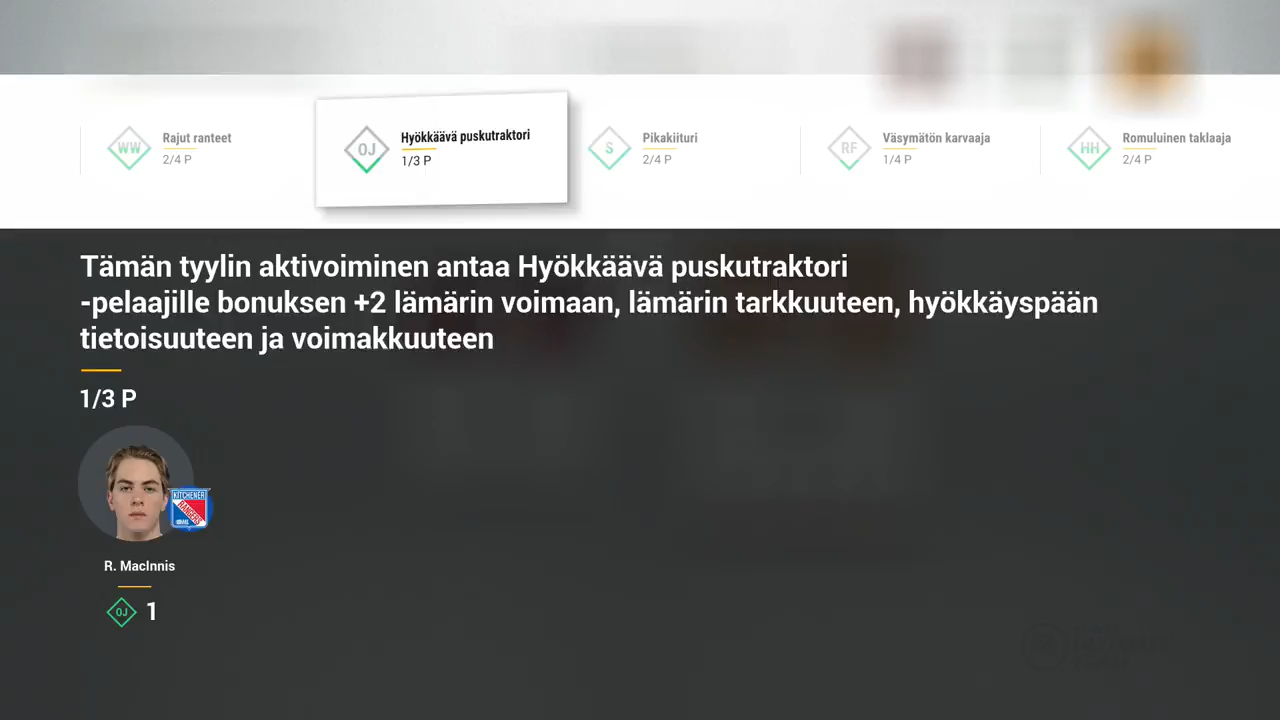 WW
Rajut ranteet
2/4 P
OJ
Hyökkäävä puskutraktori
1/3 P
S
Pikakiituri
2/4 P
RF
Väsymätön karvaaja
1/4 P
HH
Romuluinen taklaaja
2/4 P
Tämän tyylin aktivoiminen antaa Hyökkäävä puskutraktori
-pelaajille bonuksen +2 lämärin voimaan, lämärin tarkkuuteen, hyökkäyspään
tietoisuuteen ja voimakkuuteen
1/3 P
KITCHENER
RANGERS
R. MacInnis
OJ 1